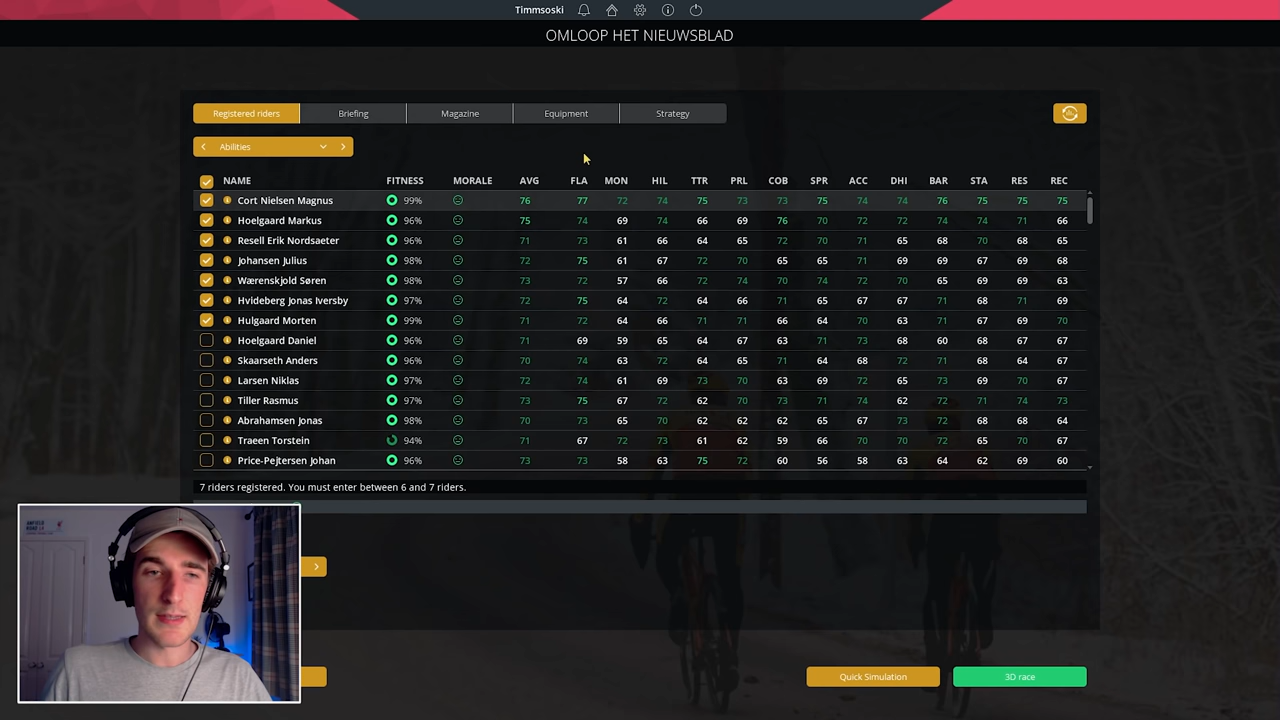 Timmsoski
OMLOOP HET NIEUWSBLAD
Registered riders Briefing Magazine Equipment Strategy
Abilities
NAME FITNESS MORALE AVG FLA MON HIL TTR PRL COB SPR ACC DHI BAR STA RES REC
Cort Nielsen Magnus 99% 76 77 72 74 75 73 73 75 74 74 76 75 75 75
Hoelgaard Markus 96% 75 74 69 74 66 69 76 70 72 72 74 74 71 66
Resell Erik Nordsaeter 96% 71 73 61 66 64 65 72 70 71 65 68 70 68 65
Johansen Julius 98% 72 75 61 67 72 70 65 65 71 69 69 67 69 68
Wærenskjold Søren 98% 73 72 57 66 72 74 70 74 72 70 65 69 69 63
Hvideberg Jonas Iversby 97% 72 75 64 72 64 66 71 65 67 67 71 68 71 69
Hulgaard Morten 99% 71 72 64 66 71 71 66 64 70 63 71 67 69 70
Hoelgaard Daniel 96% 71 69 59 65 64 67 63 71 73 68 60 68 67 67
Skaarseth Anders 96% 70 74 63 72 64 65 71 64 68 72 71 68 64 67
Larsen Niklas 97% 72 74 61 69 73 70 63 69 72 65 73 69 70 67
Tiller Rasmus 97% 73 75 67 72 62 70 73 71 74 62 72 71 74 73
Abrahamsen Jonas 98% 70 73 65 70 62 62 62 65 67 73 72 68 68 64
Traeen Torstein 94% 71 67 72 73 61 62 59 66 70 70 72 65 70 67
Price-Pejtersen Johan 96% 73 73 58 63 75 72 60 56 58 63 64 62 69 60
7 riders registered. You must enter between 6 and 7 riders.
Quick Simulation 3D race